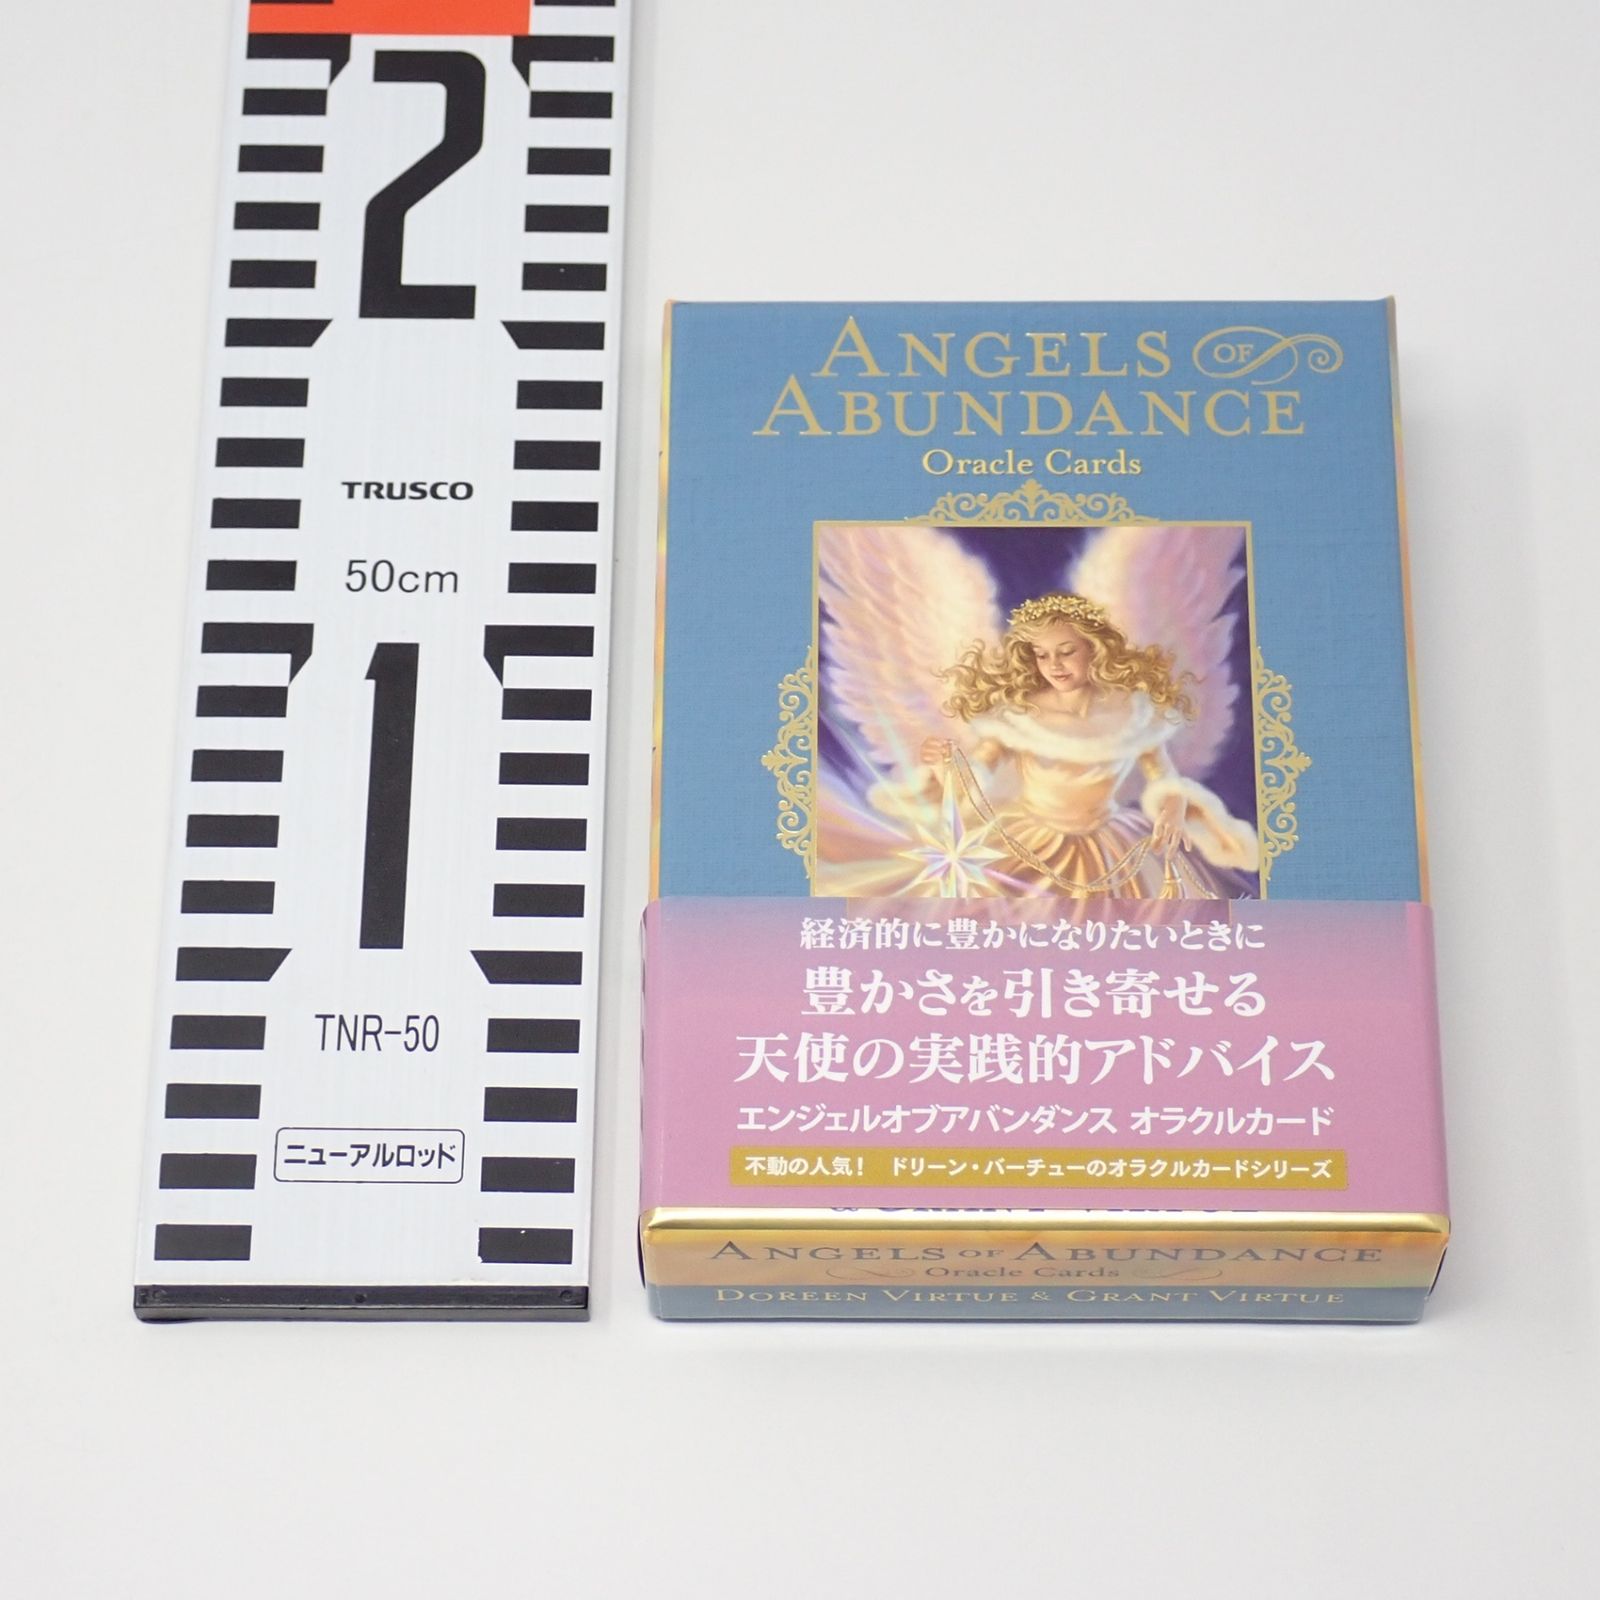 2
TRUSCO
50cm
1
TNR-50
ニューアルロッド
ANGELS OF
ABUNDANCE
Oracle Cards
経済的に豊かになりたいときに
豊かさを引き寄せる
天使の実践的アドバイス
エンジェルオブアバンダンス オラクルカード
不動の人気! ドリーン・バーチューのオラクルカードシリーズ
ANGELS OF ABUNDANCE
Oracle Cards
DOREEN VIRTUE & GRANT VIRTUE